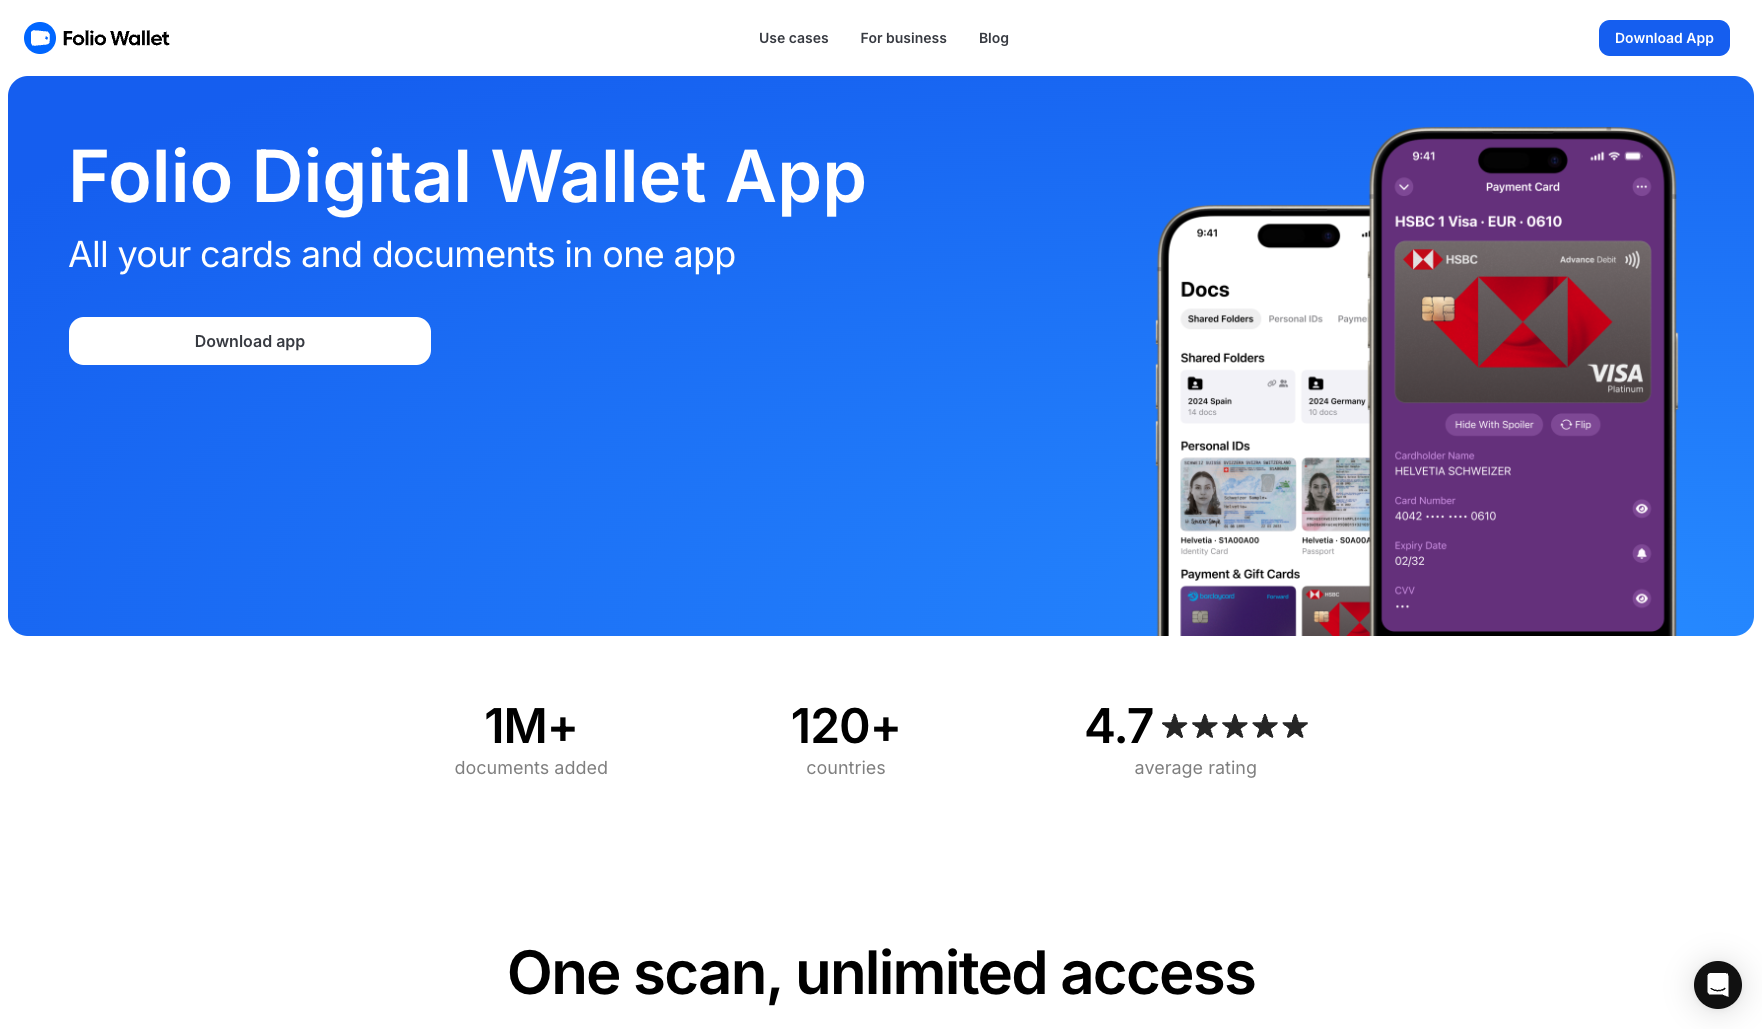 Folio Wallet
Use cases
For business
Blog
Download App
Folio Digital Wallet App
All your cards and documents in one app
Download app
9:41
Docs
Shared Folders
Personal IDs
Shared Folders
2024 Spain
14 docs
2024 Germany
10 docs
Personal IDs
Helvetia · S1A00A00
Identity Card
Passport
Payment & Gift Cards
barclaycard
Forward
HSBC
9:41
Payment Card
HSBC 1 Visa · EUR · 0610
HSBC
Advance Debit
VISA
Platinum
Hide With Spoiler
Flip
Cardholder Name
HELVETIA SCHWEIZER
Card Number
4042 •••• •••• 0610
Expiry Date
02/32
CVV
•••
1M+
documents added
120+
countries
4.7 ★★★★★
average rating
One scan, unlimited access